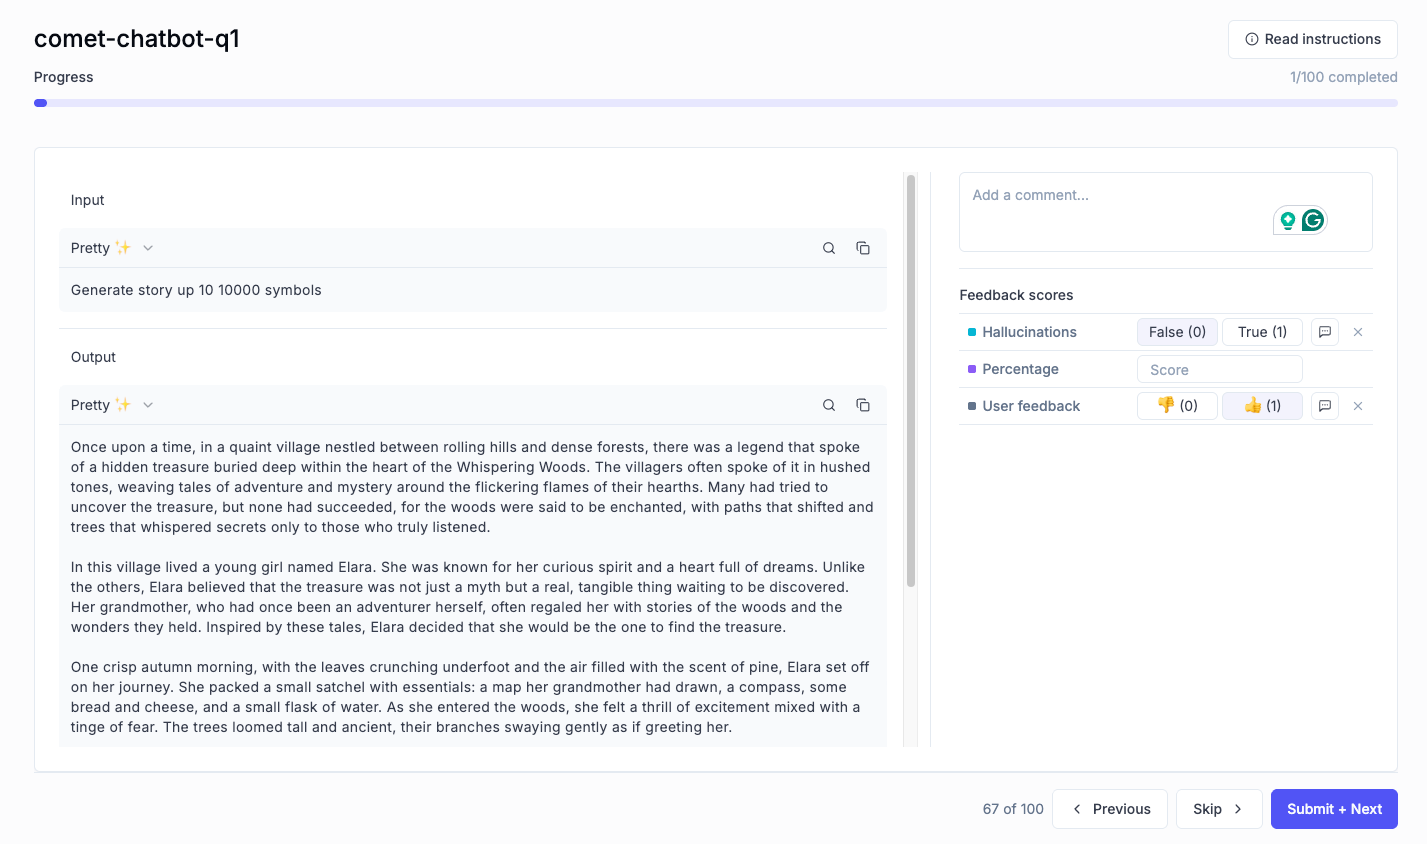 comet-chatbot-q1
Read instructions
Progress
1/100 completed
Input
Pretty ✨
Generate story up 10 10000 symbols
Output
Pretty ✨
Once upon a time, in a quaint village nestled between rolling hills and dense forests, there was a legend that spoke
of a hidden treasure buried deep within the heart of the Whispering Woods. The villagers often spoke of it in hushed
tones, weaving tales of adventure and mystery around the flickering flames of their hearths. Many had tried to
uncover the treasure, but none had succeeded, for the woods were said to be enchanted, with paths that shifted and
trees that whispered secrets only to those who truly listened.
In this village lived a young girl named Elara. She was known for her curious spirit and a heart full of dreams. Unlike
the others, Elara believed that the treasure was not just a myth but a real, tangible thing waiting to be discovered.
Her grandmother, who had once been an adventurer herself, often regaled her with stories of the woods and the
wonders they held. Inspired by these tales, Elara decided that she would be the one to find the treasure.
One crisp autumn morning, with the leaves crunching underfoot and the air filled with the scent of pine, Elara set off
on her journey. She packed a small satchel with essentials: a map her grandmother had drawn, a compass, some
bread and cheese, and a small flask of water. As she entered the woods, she felt a thrill of excitement mixed with a
tinge of fear. The trees loomed tall and ancient, their branches swaying gently as if greeting her.
Add a comment...
Feedback scores
Hallucinations False (0) True (1)
Percentage Score
User feedback 👎 (0) 👍 (1)
67 of 100 Previous Skip Submit + Next